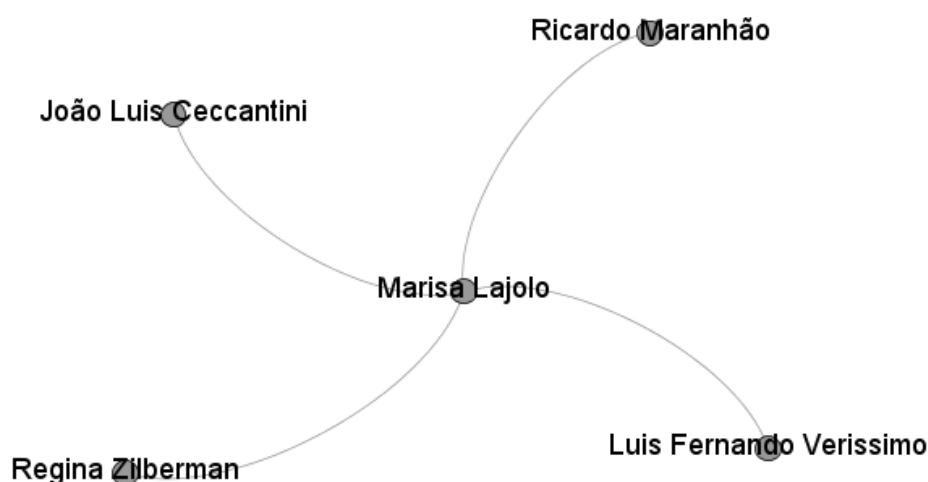 Ricardo Maranhão
João Luis Ceccantini
Marisa Lajolo
Luis Fernando Verissimo
Regina Zilberman